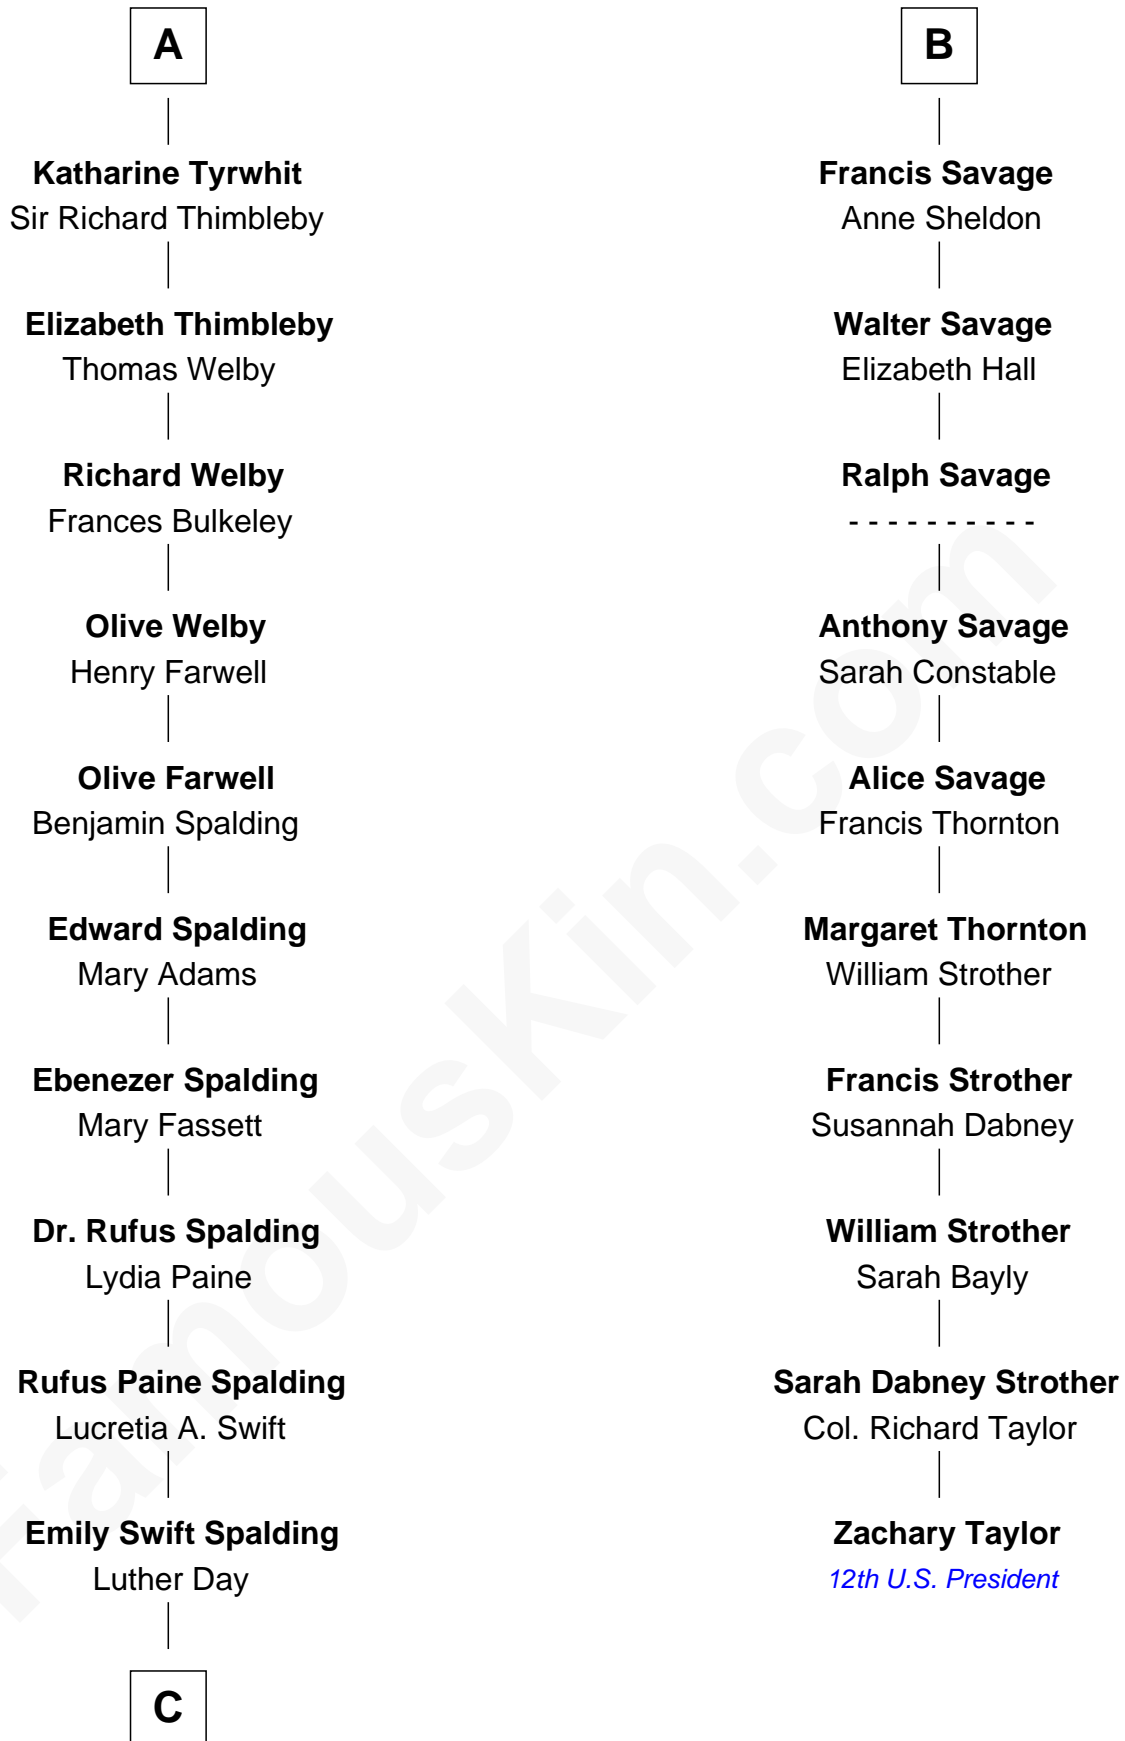 A
Katharine Tyrwhit
Sir Richard Thimbleby
Elizabeth Thimbleby
Thomas Welby
Richard Welby
Frances Bulkeley
Olive Welby
Henry Farwell
Olive Farwell
Benjamin Spalding
Edward Spalding
Mary Adams
Ebenezer Spalding
Mary Fassett
Dr. Rufus Spalding
Lydia Paine
Rufus Paine Spalding
Lucretia A. Swift
Emily Swift Spalding
Luther Day
C
B
Francis Savage
Anne Sheldon
Walter Savage
Elizabeth Hall
Ralph Savage
- - - - - - - - - -
Anthony Savage
Sarah Constable
Alice Savage
Francis Thornton
Margaret Thornton
William Strother
Francis Strother
Susannah Dabney
William Strother
Sarah Bayly
Sarah Dabney Strother
Col. Richard Taylor
Zachary Taylor
12th U.S. President
FamousKin.com